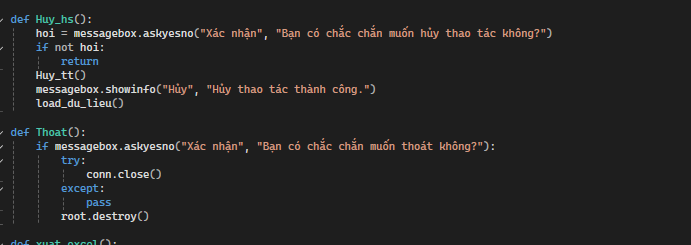 def Huy_hs():
hoi = messagebox.askyesno("Xác nhận", "Bạn có chắc chắn muốn hủy thao tác không?")
if not hoi:
return
Huy_tt()
messagebox.showinfo("Hủy", "Hủy thao tác thành công.")
load_du_lieu()
def Thoat():
if messagebox.askyesno("Xác nhận", "Bạn có chắc chắn muốn thoát không?"):
try:
conn.close()
except:
pass
root.destroy()
def xuat_excel():